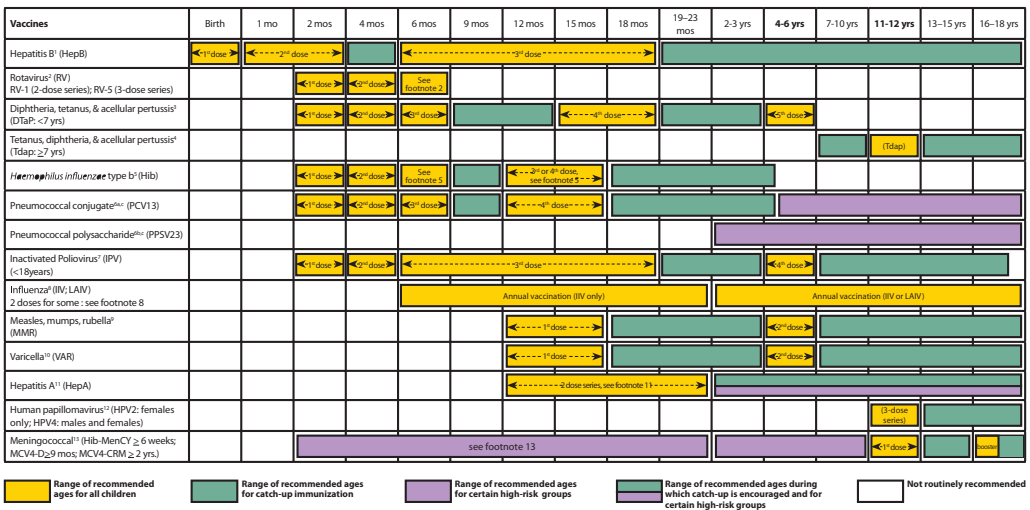 Vaccines Birth 1 mo 2 mos 4 mos 6 mos 9 mos 12 mos 15 mos 18 mos 19–23 mos 2-3 yrs 4-6 yrs 7-10 yrs 11-12 yrs 13–15 yrs 16–18 yrs
Hepatitis B¹ (HepB) 1ˢᵗ dose 2ⁿᵈ dose 3ʳᵈ dose
Rotavirus² (RV)
RV-1 (2-dose series); RV-5 (3-dose series) 1ˢᵗ dose 2ⁿᵈ dose See footnote 2
Diphtheria, tetanus, & acellular pertussis³
(DTaP: <7 yrs) 1ˢᵗ dose 2ⁿᵈ dose 3ʳᵈ dose 4ᵗʰ dose 5ᵗʰ dose
Tetanus, diphtheria, & acellular pertussis⁴
(Tdap: ≥7 yrs) (Tdap)
Haemophilus influenzae type b⁵ (Hib) 1ˢᵗ dose 2ⁿᵈ dose See footnote 5 3ʳᵈ or 4ᵗʰ dose, see footnote 5
Pneumococcal conjugate⁶ᵃ,ᶜ (PCV13) 1ˢᵗ dose 2ⁿᵈ dose 3ʳᵈ dose 4ᵗʰ dose
Pneumococcal polysaccharide⁶ᵇ,ᶜ (PPSV23)
Inactivated Poliovirus⁷ (IPV)
(<18years) 1ˢᵗ dose 2ⁿᵈ dose 3ʳᵈ dose 4ᵗʰ dose
Influenza⁸ (IIV; LAIV)
2 doses for some : see footnote 8 Annual vaccination (IIV only) Annual vaccination (IIV or LAIV)
Measles, mumps, rubella⁹
(MMR) 1ˢᵗ dose 2ⁿᵈ dose
Varicella¹⁰ (VAR) 1ˢᵗ dose 2ⁿᵈ dose
Hepatitis A¹¹ (HepA) 2 dose series, see footnote 11
Human papillomavirus¹² (HPV2: females
only; HPV4: males and females) (3-dose series)
Meningococcal¹³ (Hib-MenCY ≥ 6 weeks;
MCV4-D≥9 mos; MCV4-CRM ≥ 2 yrs.) see footnote 13 1ˢᵗ dose booster
Range of recommended
ages for all children
Range of recommended ages
for catch-up immunization
Range of recommended ages
for certain high-risk groups
Range of recommended ages during
which catch-up is encouraged and for
certain high-risk groups
Not routinely recommended